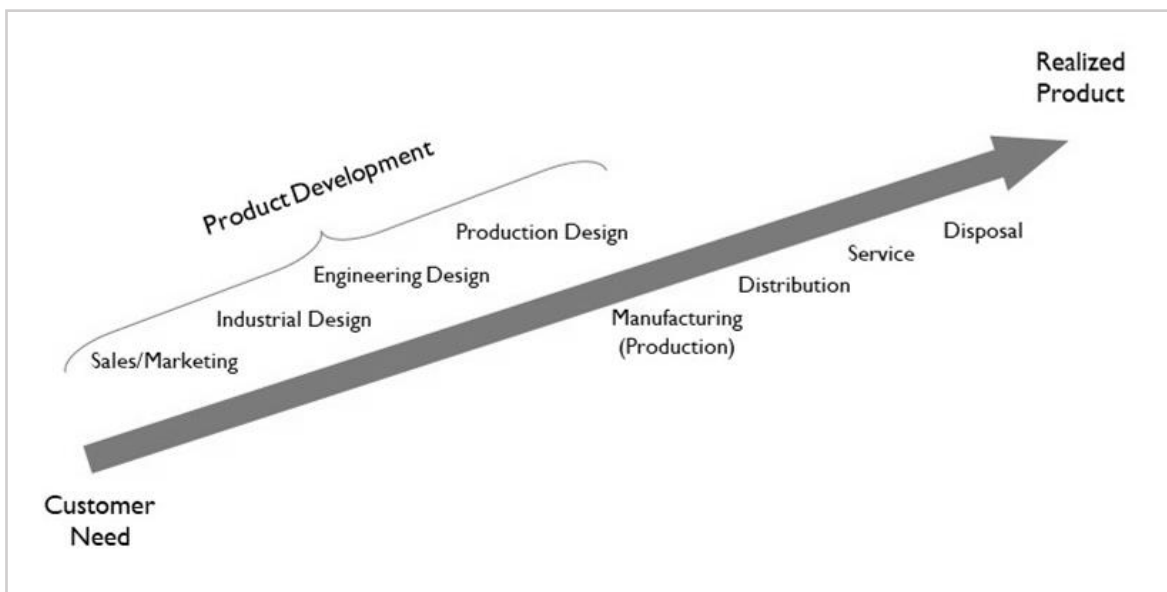 Realized
Product
Product Development
Production Design
Engineering Design
Industrial Design
Sales/Marketing
Disposal
Service
Distribution
Manufacturing
(Production)
Customer
Need